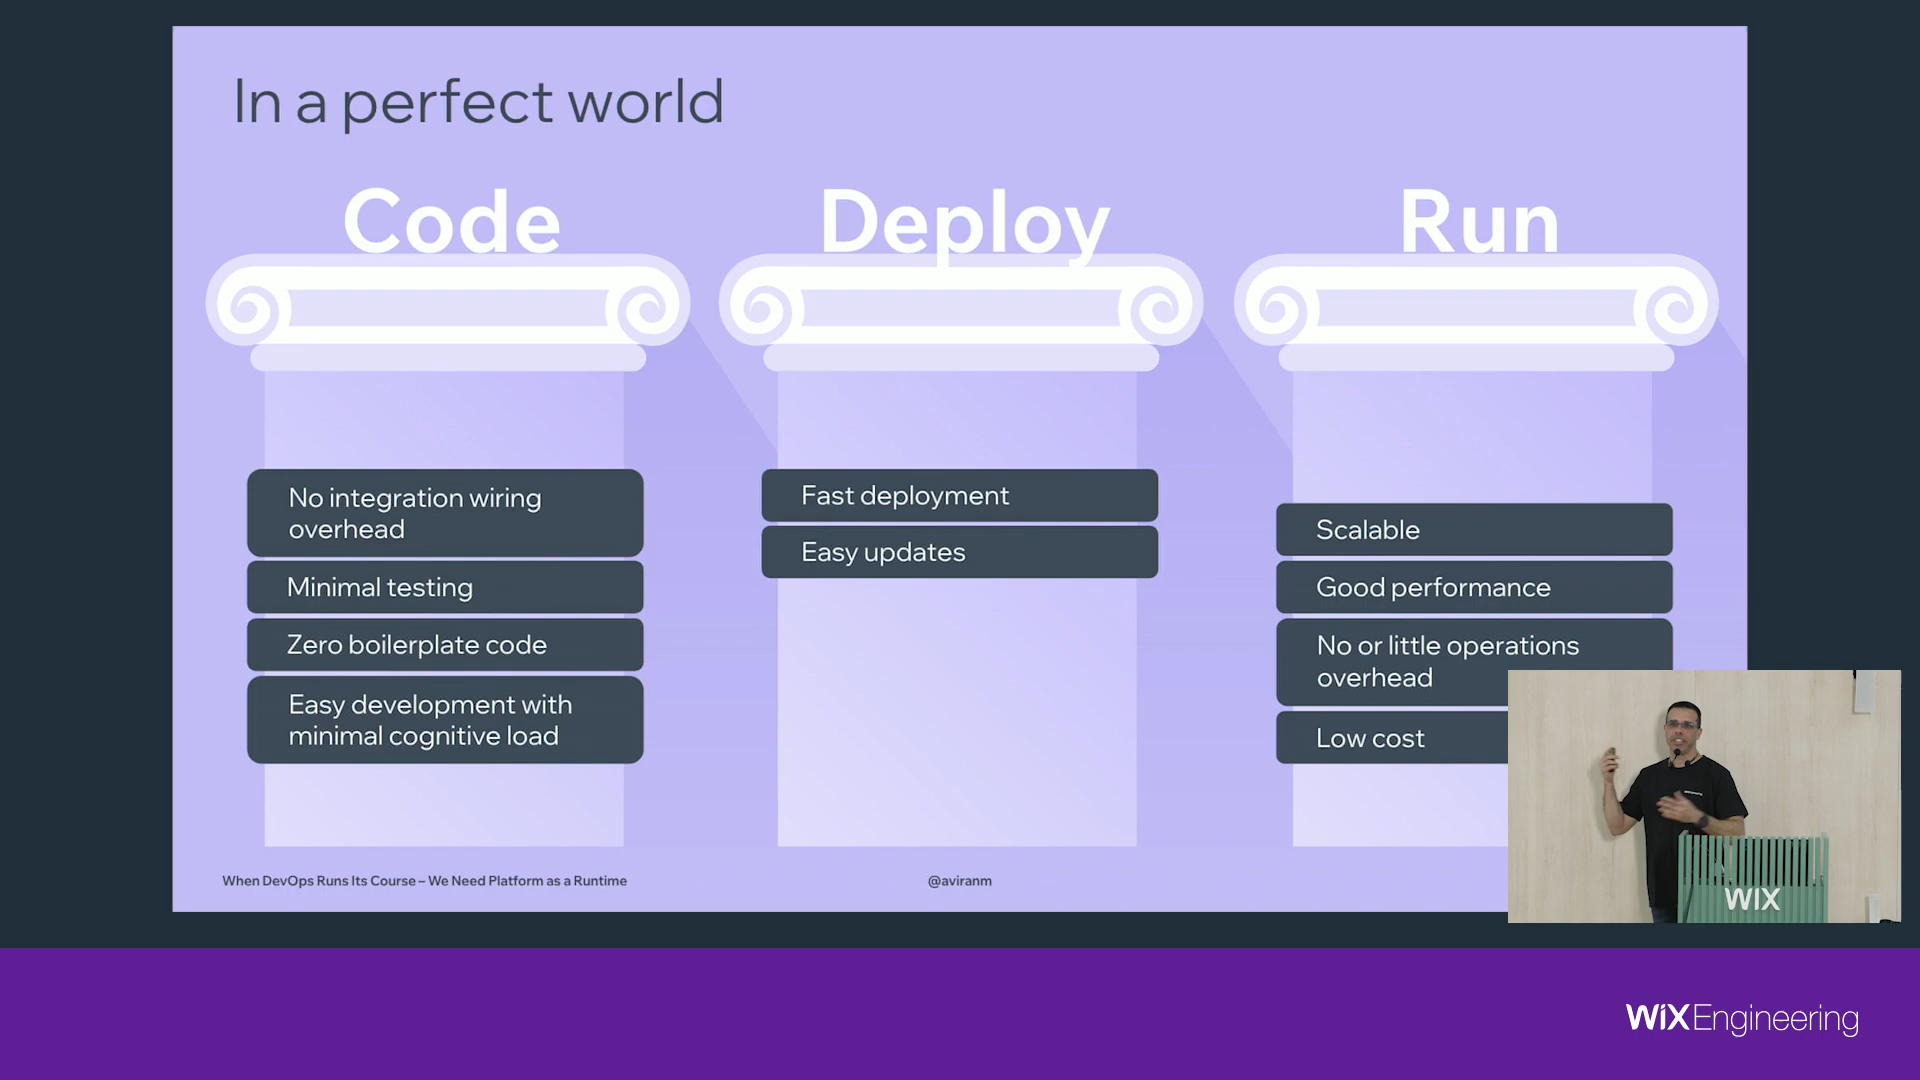 In a perfect world
Code
Deploy
Run
No integration wiring
overhead
Minimal testing
Zero boilerplate code
Easy development with
minimal cognitive load
Fast deployment
Easy updates
Scalable
Good performance
No or little operations
overhead
Low cost
When DevOps Runs Its Course – We Need Platform as a Runtime
@aviranm
WIX
WiX Engineering